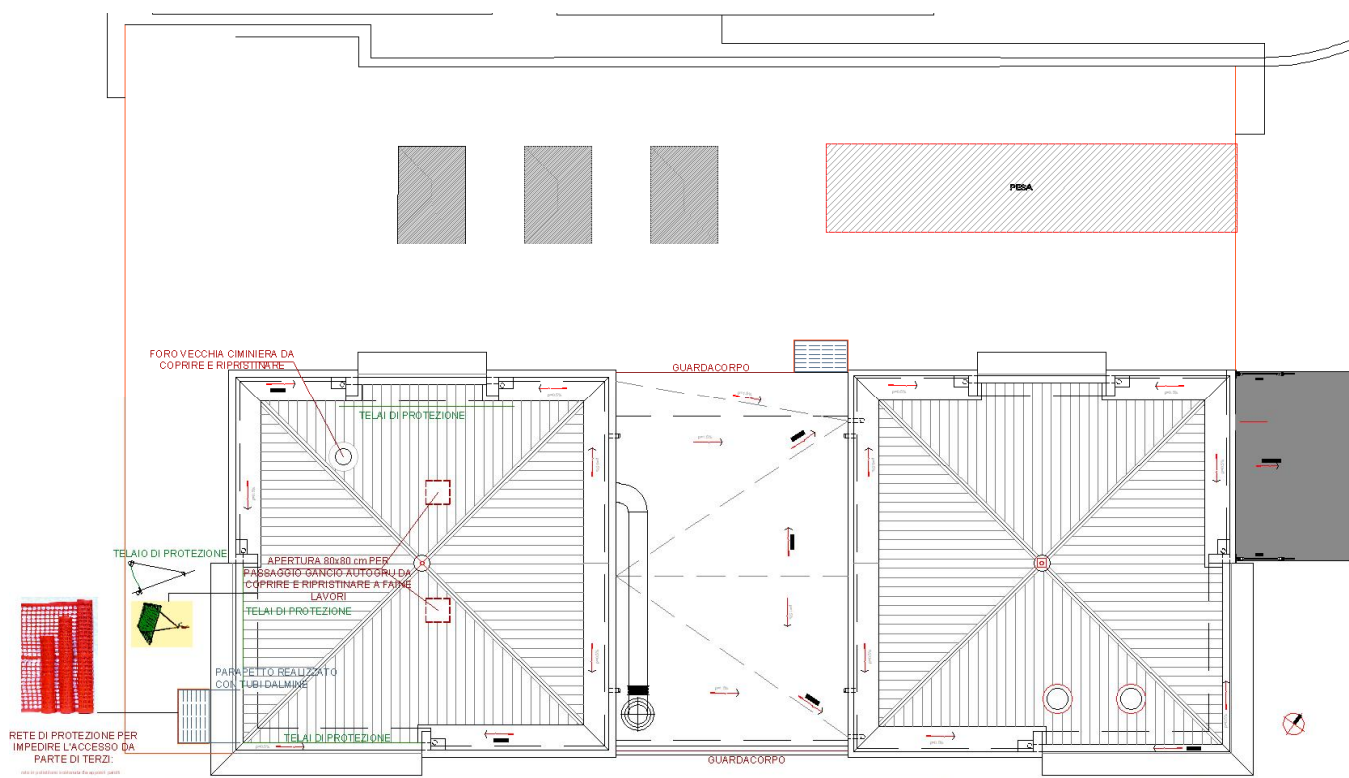 PESA
FORO VECCHIA CIMINIERA DA
COPRIRE E RIPRISTINARE
GUARDACORPO
TELAI DI PROTEZIONE
TELAIO DI PROTEZIONE
APERTURA 80x80 cm PER
PASSAGGIO GANCIO AUTOGRU DA
COPRIRE E RIPRISTINARE A FAINE
LAVORI
TELAI DI PROTEZIONE
PARAPETTO REALIZZATO
CON TUBI DALMINE
RETE DI PROTEZIONE PER
IMPEDIRE L'ACCESSO DA
PARTE DI TERZI:
TELAI DI PROTEZIONE
GUARDACORPO